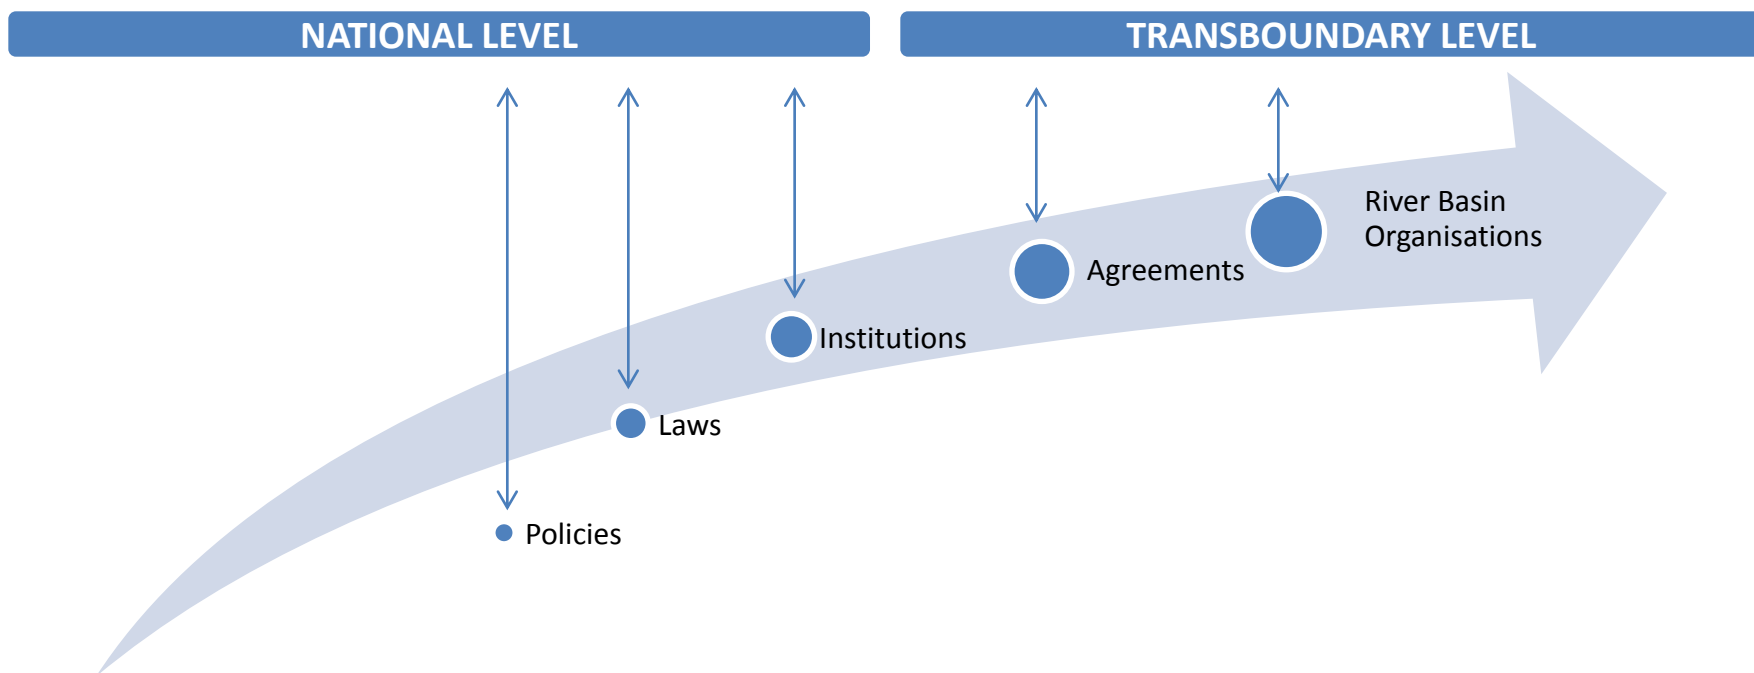 NATIONAL LEVEL
TRANSBOUNDARY LEVEL
River Basin
Organisations
Agreements
Institutions
Laws
Policies